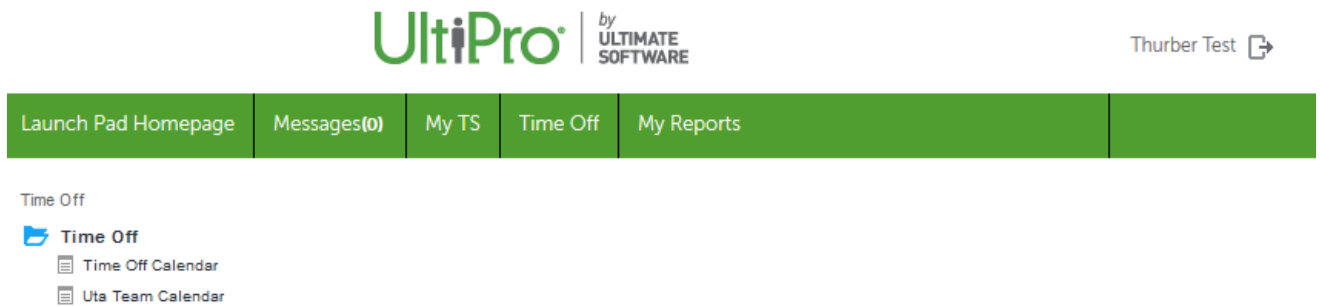 UltiPro by
ULTIMATE
SOFTWARE
Thurber Test
Launch Pad Homepage Messages(0) My TS Time Off My Reports
Time Off
Time Off
Time Off Calendar
Uta Team Calendar